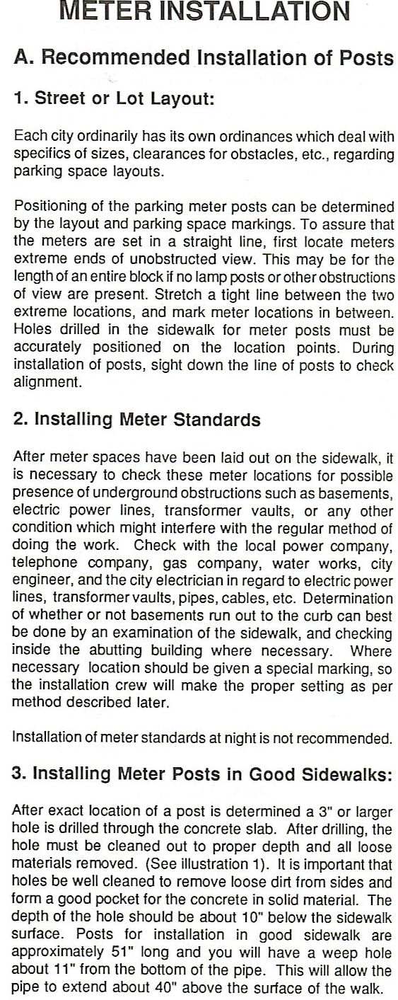 METER INSTALLATION
A. Recommended Installation of Posts
1. Street or Lot Layout:
Each city ordinarily has its own ordinances which deal with
specifics of sizes, clearances for obstacles, etc., regarding
parking space layouts.
Positioning of the parking meter posts can be determined
by the layout and parking space markings. To assure that
the meters are set in a straight line, first locate meters
extreme ends of unobstructed view. This may be for the
length of an entire block if no lamp posts or other obstructions
of view are present. Stretch a tight line between the two
extreme locations, and mark meter locations in between.
Holes drilled in the sidewalk for meter posts must be
accurately positioned on the location points. During
installation of posts, sight down the line of posts to check
alignment.
2. Installing Meter Standards
After meter spaces have been laid out on the sidewalk, it
is necessary to check these meter locations for possible
presence of underground obstructions such as basements,
electric power lines, transformer vaults, or any other
condition which might interfere with the regular method of
doing the work. Check with the local power company,
telephone company, gas company, water works, city
engineer, and the city electrician in regard to electric power
lines, transformer vaults, pipes, cables, etc. Determination
of whether or not basements run out to the curb can best
be done by an examination of the sidewalk, and checking
inside the abutting building where necessary. Where
necessary location should be given a special marking, so
the installation crew will make the proper setting as per
method described later.
Installation of meter standards at night is not recommended.
3. Installing Meter Posts in Good Sidewalks:
After exact location of a post is determined a 3" or larger
hole is drilled through the concrete slab. After drilling, the
hole must be cleaned out to proper depth and all loose
materials removed. (See illustration 1). It is important that
holes be well cleaned to remove loose dirt from sides and
form a good pocket for the concrete in solid material. The
depth of the hole should be about 10" below the sidewalk
surface. Posts for installation in good sidewalk are
approximately 51" long and you will have a weep hole
about 11" from the bottom of the pipe. This will allow the
pipe to extend about 40" above the surface of the walk.